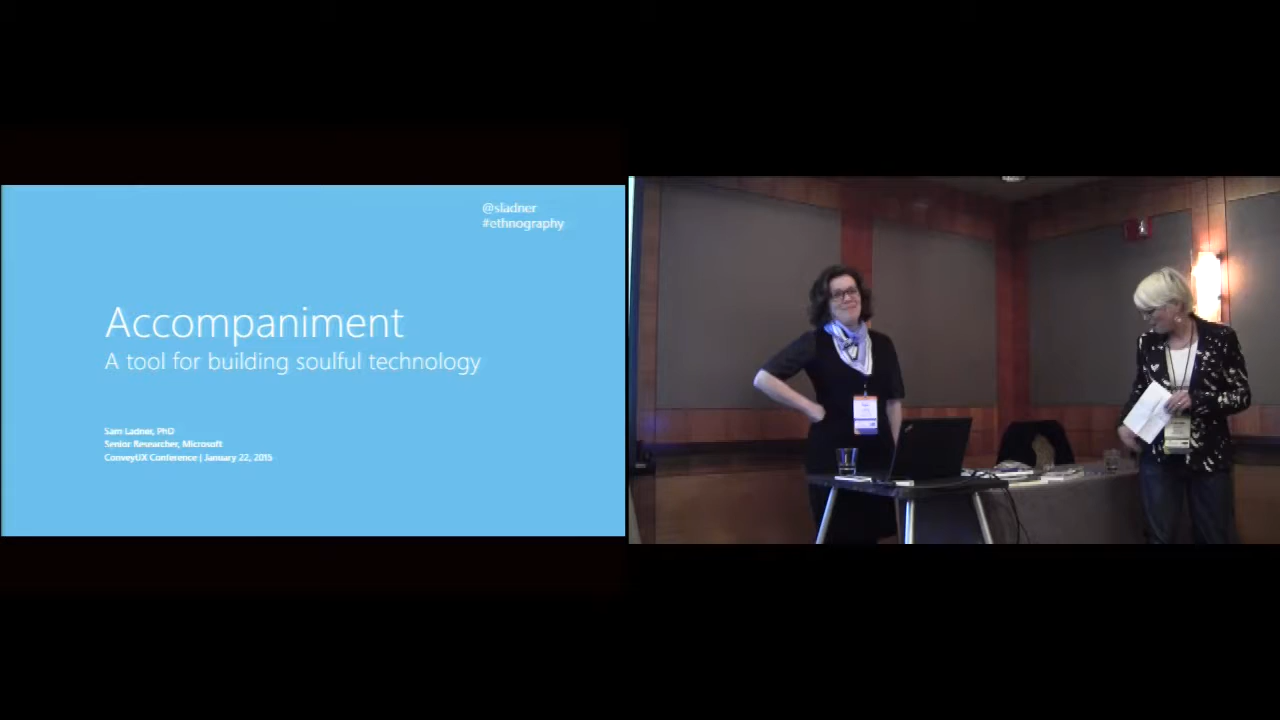 @sladner
#ethnography
Accompaniment
A tool for building soulful technology
Sam Ladner, PhD
Senior Researcher, Microsoft
ConveyUX Conference | January 22, 2015